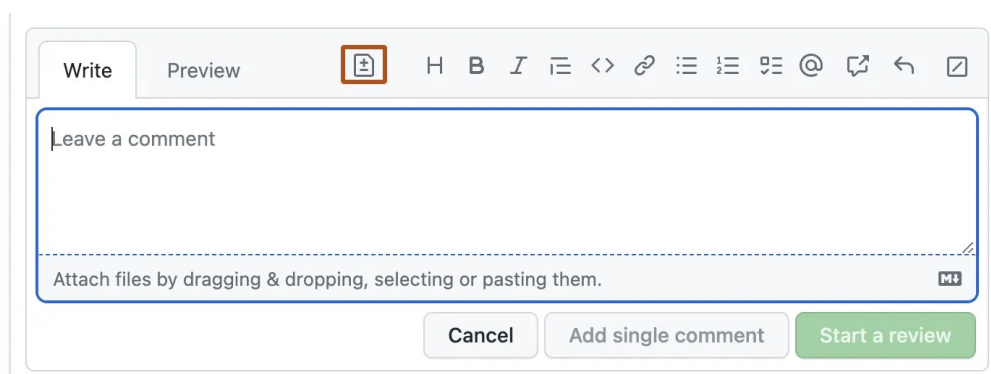 Write Preview
Leave a comment
Attach files by dragging & dropping, selecting or pasting them.
Cancel Add single comment Start a review